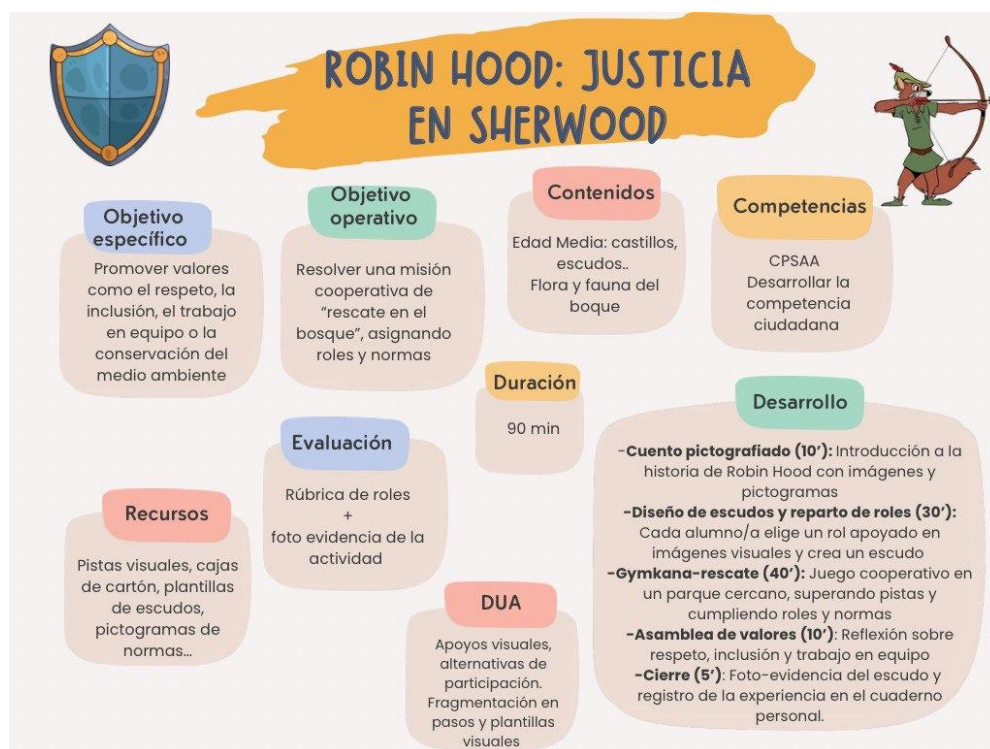 ROBIN HOOD: JUSTICIA
EN SHERWOOD
Objetivo
específico
Promover valores
como el respeto, la
inclusión, el trabajo
en equipo o la
conservación del
medio ambiente
Objetivo
operativo
Resolver una misión
cooperativa de
"rescate en el
bosque", asignando
roles y normas
Contenidos
Edad Media: castillos,
escudos..
Flora y fauna del
boque
Competencias
CPSAA
Desarrollar la
competencia
ciudadana
Duración
90 min
Evaluación
Rúbrica de roles
+
foto evidencia de la
actividad
Recursos
Pistas visuales, cajas
de cartón, plantillas
de escudos,
pictogramas de
normas...
DUA
Apoyos visuales,
alternativas de
participación.
Fragmentación en
pasos y plantillas
visuales
Desarrollo
-Cuento pictografiado (10'): Introducción a la
historia de Robin Hood con imágenes y
pictogramas
-Diseño de escudos y reparto de roles (30'):
Cada alumno/a elige un rol apoyado en
imágenes visuales y crea un escudo
-Gymkana-rescate (40'): Juego cooperativo en
un parque cercano, superando pistas y
cumpliendo roles y normas
-Asamblea de valores (10'): Reflexión sobre
respeto, inclusión y trabajo en equipo
-Cierre (5'): Foto-evidencia del escudo y
registro de la experiencia en el cuaderno
personal.